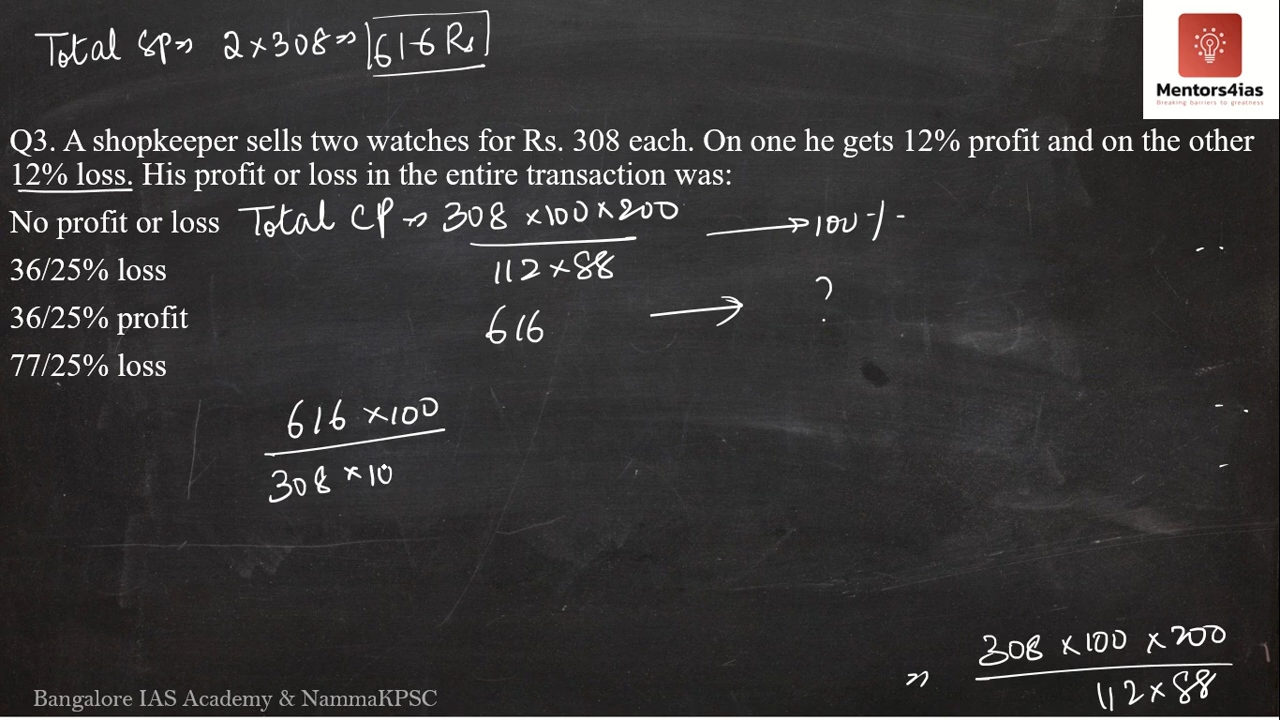 Total SP ⇒ 2 × 308 ⇒ 616 Rs
Mentors4ias
Breaking barriers to greatness
Q3. A shopkeeper sells two watches for Rs. 308 each. On one he gets 12% profit and on the other
12% loss. His profit or loss in the entire transaction was:
No profit or loss
Total CP ⇒ 308 × 100 × 200 → 100 %
112 × 88
36/25% loss
616 → ?
36/25% profit
77/25% loss
616 × 100
308 × 10
⇒ 308 × 100 × 200
112 × 88
Bangalore IAS Academy & NammaKPSC